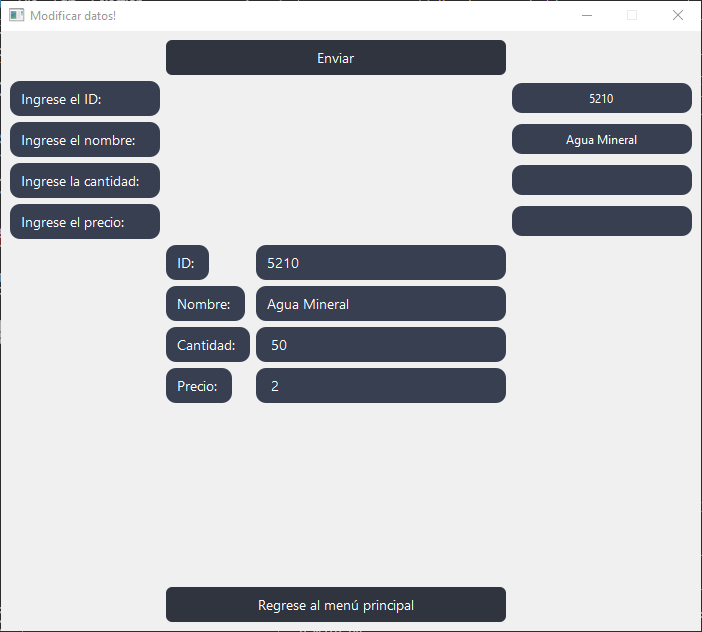 Modificar datos!
Enviar
Ingrese el ID: 5210
Ingrese el nombre: Agua Mineral
Ingrese la cantidad:
Ingrese el precio:
ID: 5210
Nombre: Agua Mineral
Cantidad: 50
Precio: 2
Regrese al menú principal